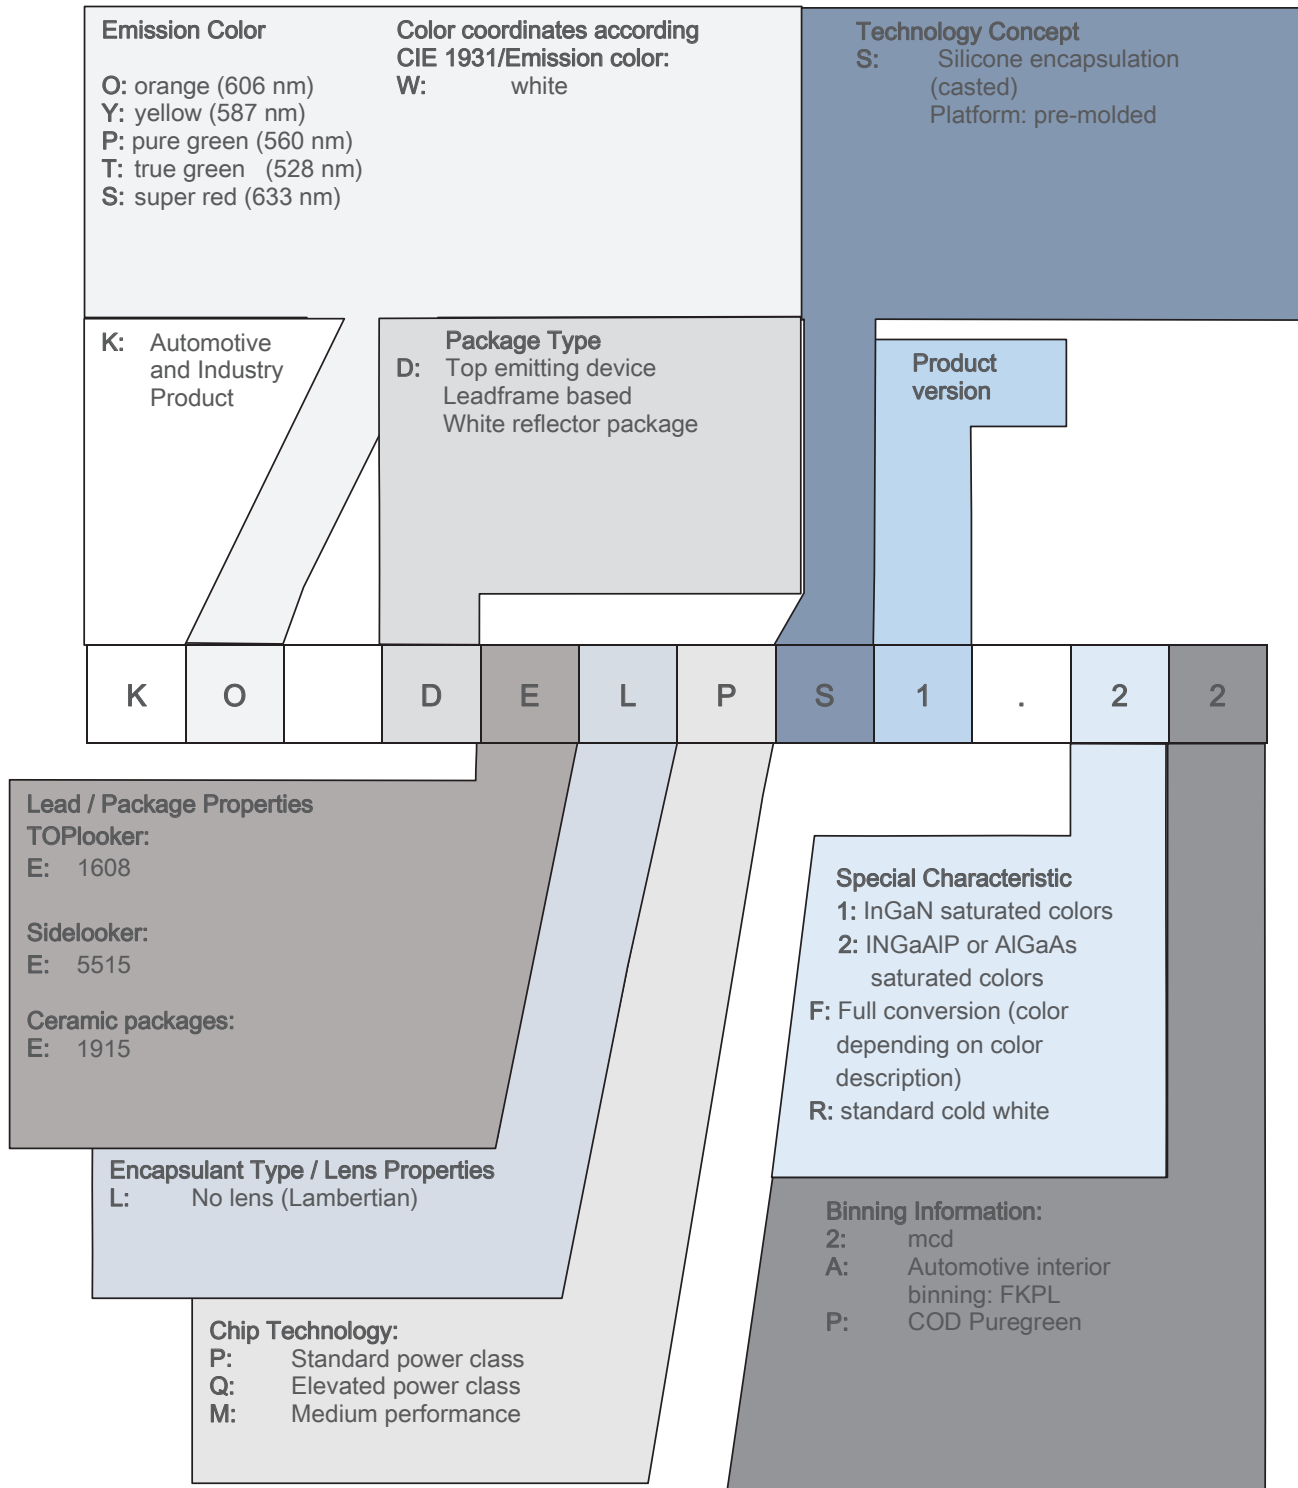 Emission Color
O: orange (606 nm)
Y: yellow (587 nm)
P: pure green (560 nm)
T: true green (528 nm)
S: super red (633 nm)
Color coordinates according
CIE 1931/Emission color:
W: white
Technology Concept
S: Silicone encapsulation
(casted)
Platform: pre-molded
K: Automotive
and Industry
Product
Package Type
D: Top emitting device
Leadframe based
White reflector package
Product
version
K O D E L P S 1 . 2 2
Lead / Package Properties
TOPlooker:
E: 1608
Sidelooker:
E: 5515
Ceramic packages:
E: 1915
Encapsulant Type / Lens Properties
L: No lens (Lambertian)
Chip Technology:
P: Standard power class
Q: Elevated power class
M: Medium performance
Special Characteristic
1: InGaN saturated colors
2: INGaAlP or AlGaAs
saturated colors
F: Full conversion (color
depending on color
description)
R: standard cold white
Binning Information:
2: mcd
A: Automotive interior
binning: FKPL
P: COD Puregreen